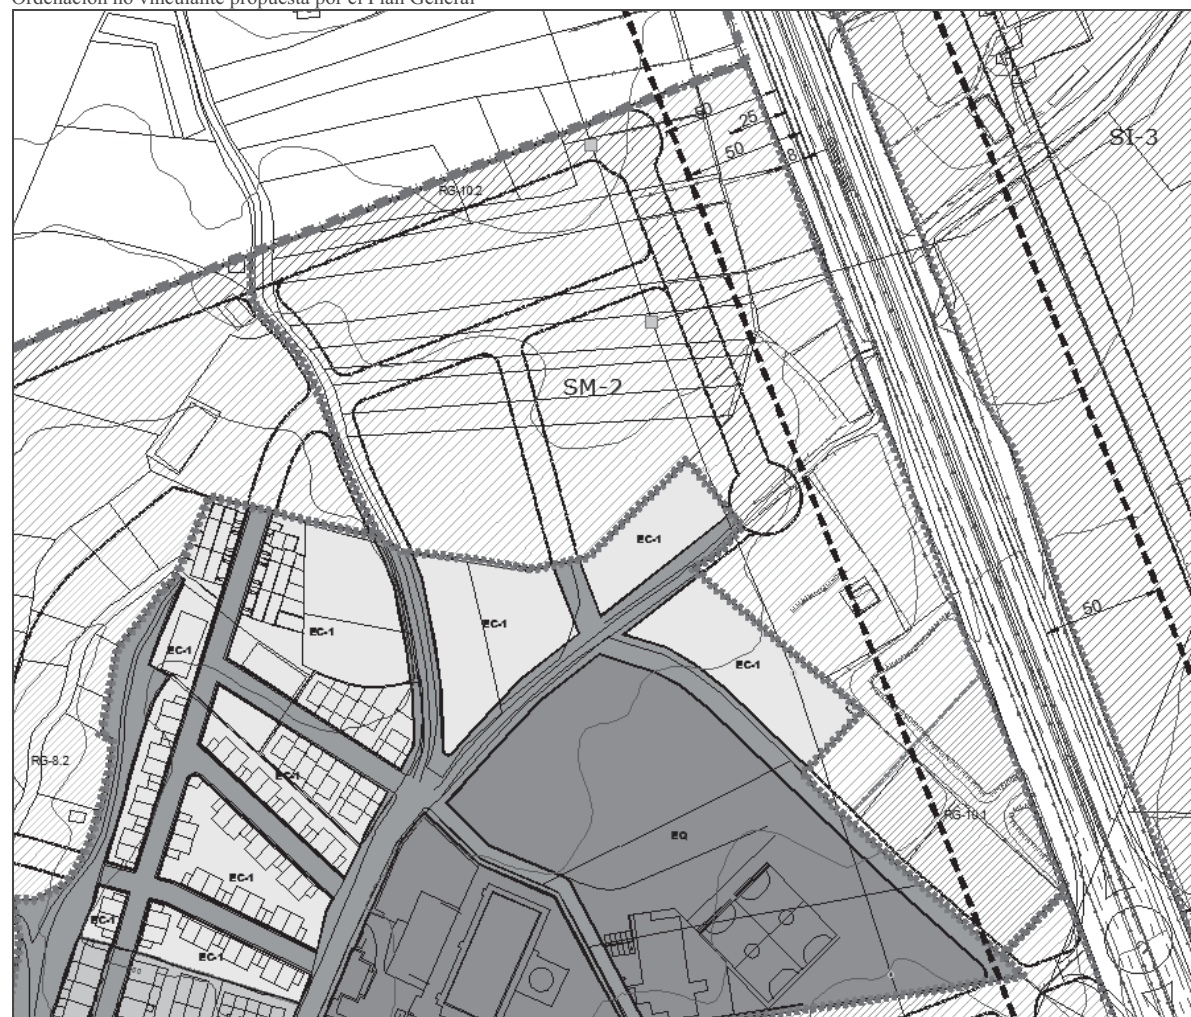 Ordenación no vinculante propuesta por el Plan General
50
25
SI-3
50
8
RG-10.2
SM-2
EC-1
50
EC-1
EC-1
EC-1
EC-1
RG-8.2
EC-1
RG-10.1
EQ
EC-1
EC-1
EC-1